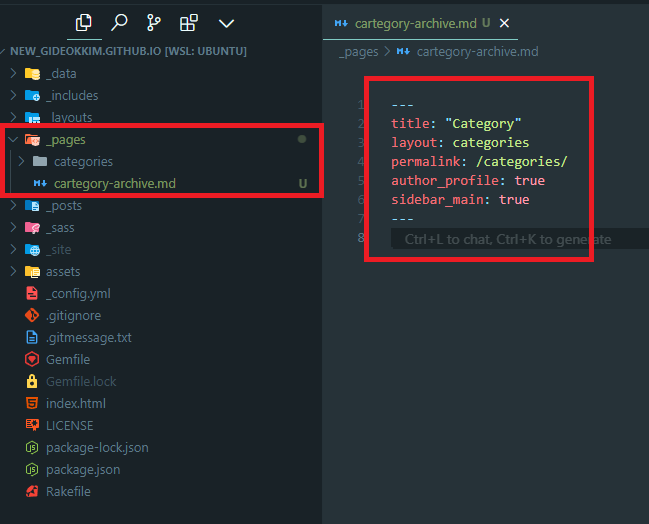 NEW_GIDEOKKIM.GITHUB.IO [WSL: UBUNTU]
_data
_includes
_layouts
_pages
categories
cartegory-archive.md U
_posts
_sass
_site
assets
_config.yml
.gitignore
.gitmessage.txt
Gemfile
Gemfile.lock
index.html
LICENSE
package-lock.json
package.json
Rakefile
cartegory-archive.md U
_pages > cartegory-archive.md
1 ---
2 title: "Category"
3 layout: categories
4 permalink: /categories/
5 author_profile: true
6 sidebar_main: true
7 ---
8 Ctrl+L to chat, Ctrl+K to generate